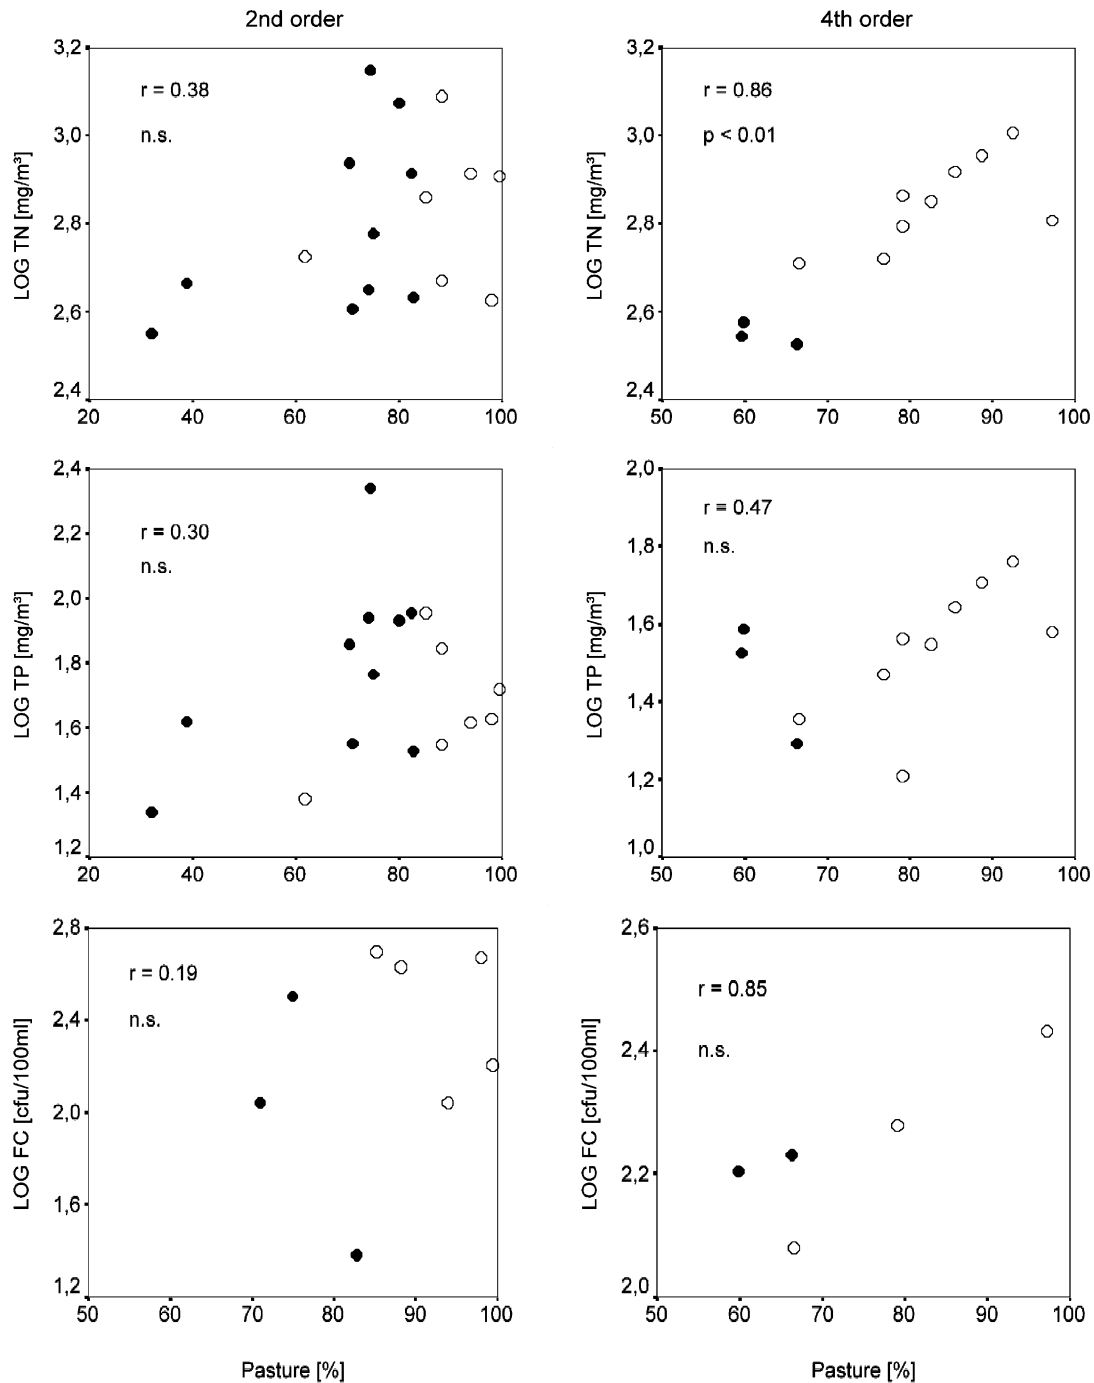 2nd order
4th order
3,2
3,0
2,8
2,6
2,4
LOG TN [mg/m³]
r = 0.38
n.s.
20 40 60 80 100
3,2
3,0
2,8
2,6
2,4
LOG TN [mg/m³]
r = 0.86
p < 0.01
50 60 70 80 90 100
2,4
2,2
2,0
1,8
1,6
1,4
1,2
LOG TP [mg/m³]
r = 0.30
n.s.
20 40 60 80 100
2,0
1,8
1,6
1,4
1,2
1,0
LOG TP [mg/m³]
r = 0.47
n.s.
50 60 70 80 90 100
2,8
2,4
2,0
1,6
1,2
LOG FC [cfu/100ml]
r = 0.19
n.s.
50 60 70 80 90 100
Pasture [%]
2,6
2,4
2,2
2,0
LOG FC [cfu/100ml]
r = 0.85
n.s.
50 60 70 80 90 100
Pasture [%]